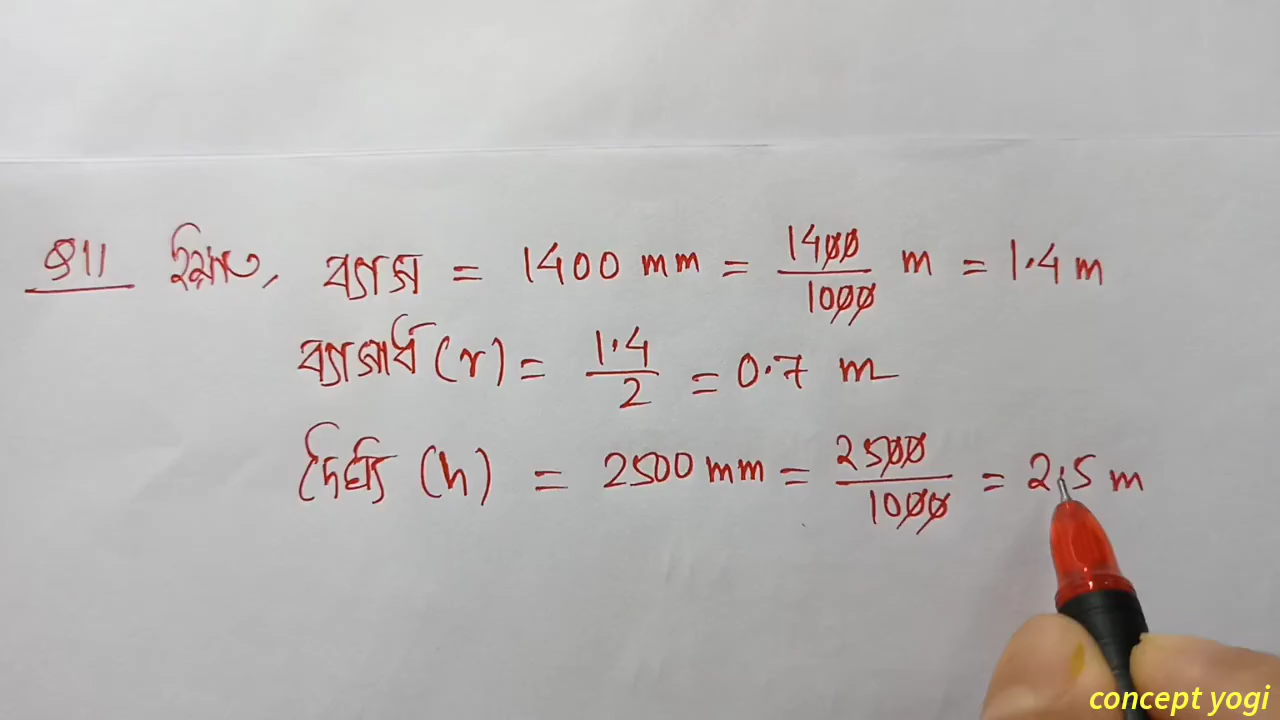 ইয়াত, ব্যাস = 1400 mm = 1400/1000 m = 1.4 m
ব্যাসাৰ্ধ (r) = 1.4/2 = 0.7 m
দৈৰ্ঘ্য (h) = 2500 mm = 2500/1000 = 2.5 m
concept yogi